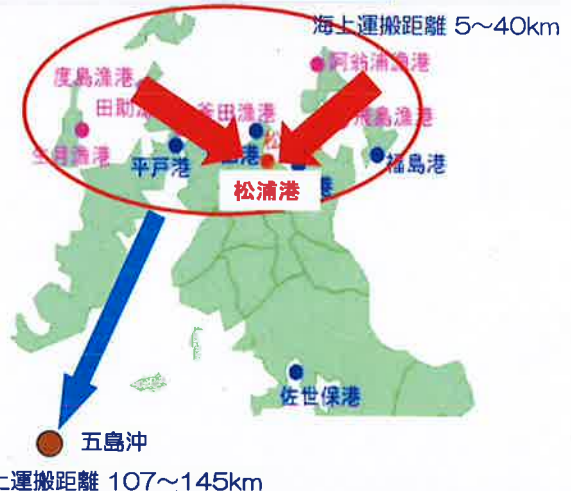 海上運搬距離 5～40km
阿翁浦漁港
度島漁港
田助
釜田漁港
飛島漁港
生月漁港
平戸港
港
福島港
松浦港
港
佐世保港
五島沖
上運搬距離 107～145km